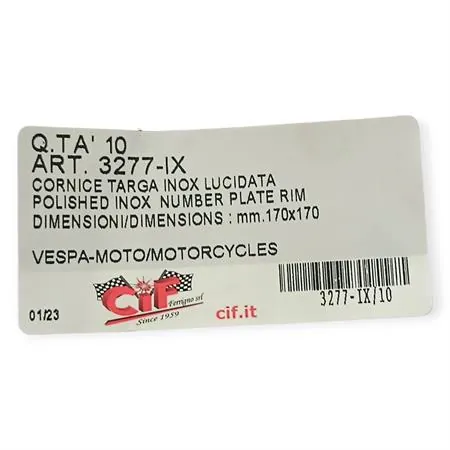 Q.TA' 10
ART. 3277-IX
CORNICE TARGA INOX LUCIDATA
POLISHED INOX NUMBER PLATE RIM
DIMENSIONI/DIMENSIONS : mm.170x170
VESPA-MOTO/MOTORCYCLES
CiF
Ferrigno srl
Since 1959
01/23
cif.it
3277-IX/10